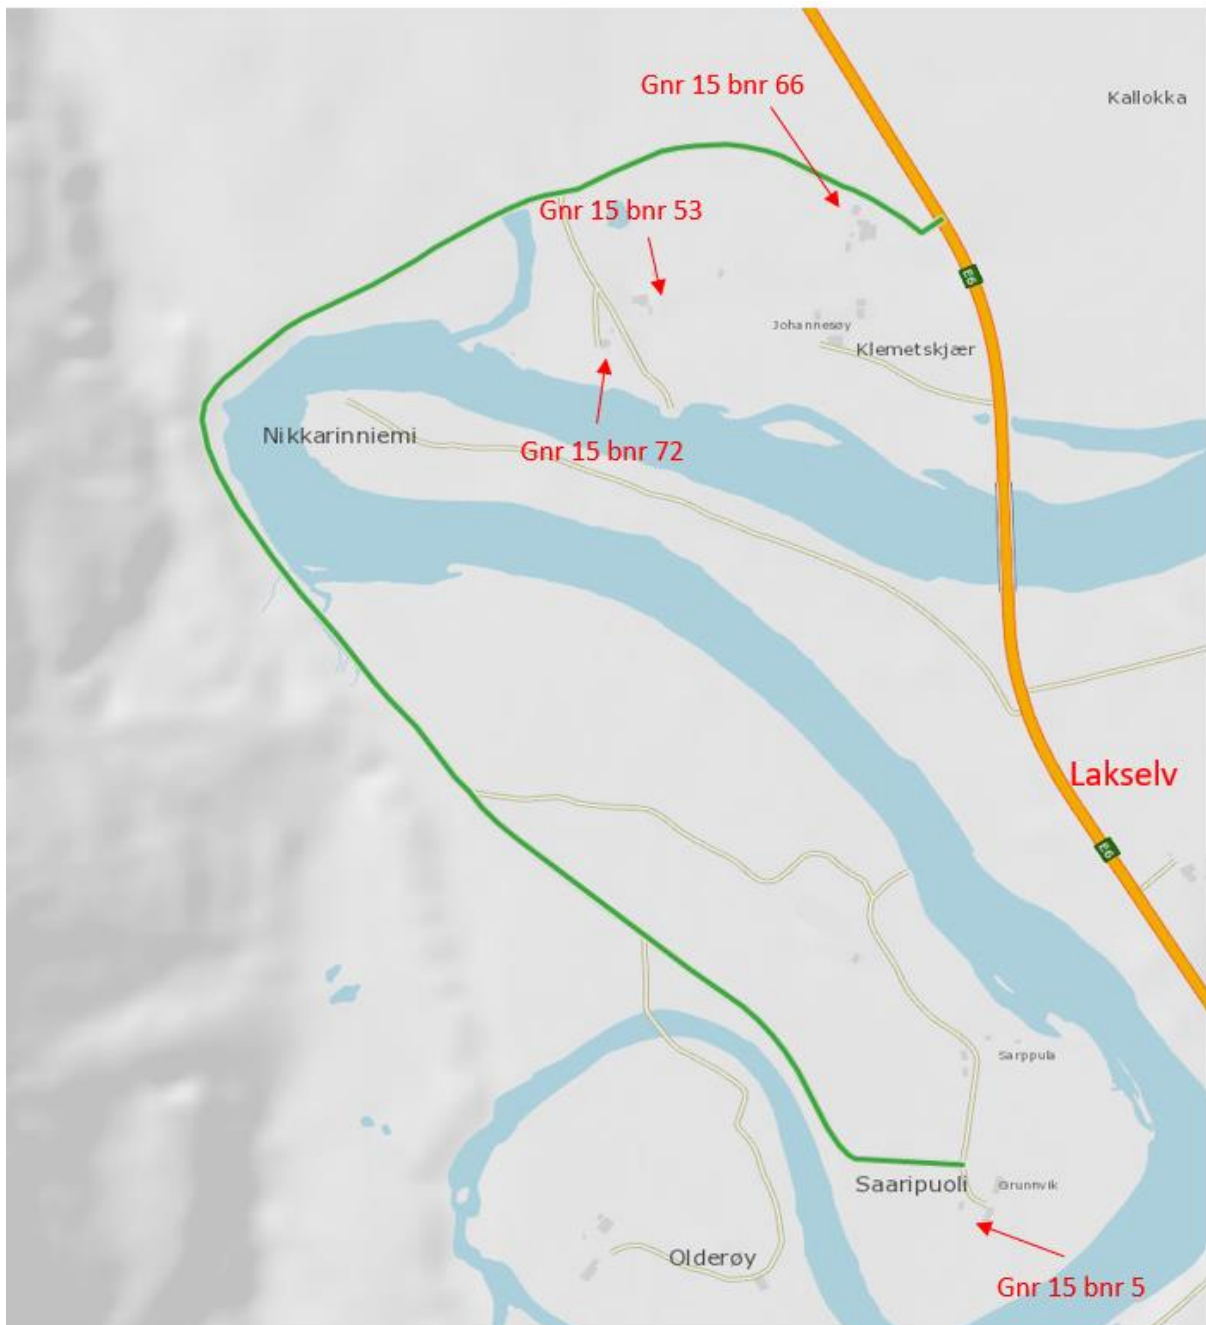 Gnr 15 bnr 66
Kallokka
Gnr 15 bnr 53
E6
Johannesøy
Klemetskjær
Nikkarinniemi
Gnr 15 bnr 72
Lakselv
E6
Sarppula
Saaripuoli
Grunnvik
Olderøy
Gnr 15 bnr 5